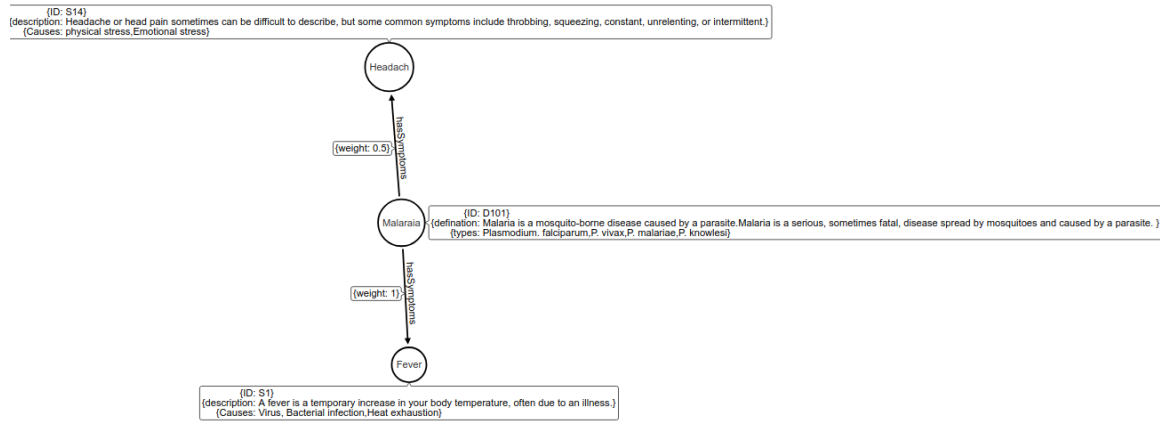 {ID: S14}
{description: Headache or head pain sometimes can be difficult to describe, but some common symptoms include throbbing, squeezing, constant, unrelenting, or intermittent.}
{Causes: physical stress,Emotional stress}
Headach
hasSymptoms
{weight: 0.5}
Malaraia
{ID: D101}
{defination: Malaria is a mosquito-borne disease caused by a parasite.Malaria is a serious, sometimes fatal, disease spread by mosquitoes and caused by a parasite. }
{types: Plasmodium. falciparum,P. vivax,P. malariae,P. knowlesi}
hasSymptoms
{weight: 1}
Fever
{ID: S1}
{description: A fever is a temporary increase in your body temperature, often due to an illness.}
{Causes: Virus, Bacterial infection,Heat exhaustion}